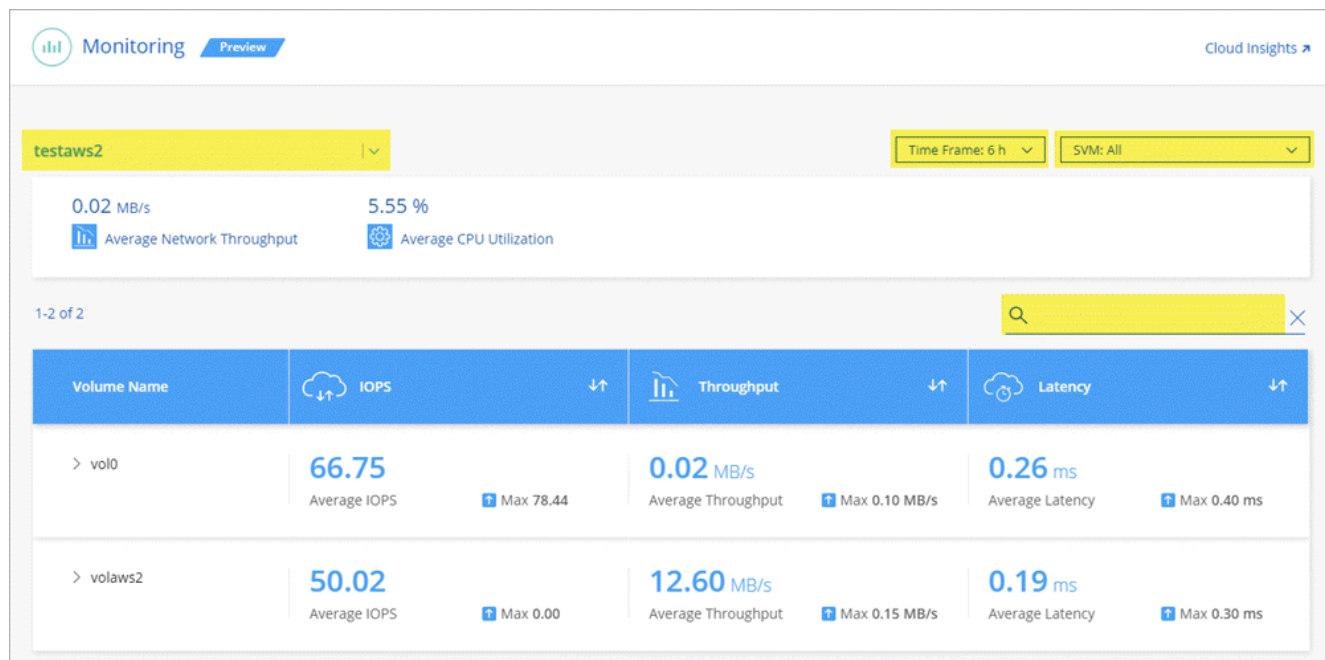 Monitoring Preview Cloud Insights
testaws2 Time Frame: 6 h SVM: All
0.02 MB/s 5.55 %
Average Network Throughput Average CPU Utilization
1-2 of 2
Volume Name IOPS Throughput Latency
vol0 66.75 0.02 MB/s 0.26 ms
Average IOPS Max 78.44 Average Throughput Max 0.10 MB/s Average Latency Max 0.40 ms
volaws2 50.02 12.60 MB/s 0.19 ms
Average IOPS Max 0.00 Average Throughput Max 0.15 MB/s Average Latency Max 0.30 ms